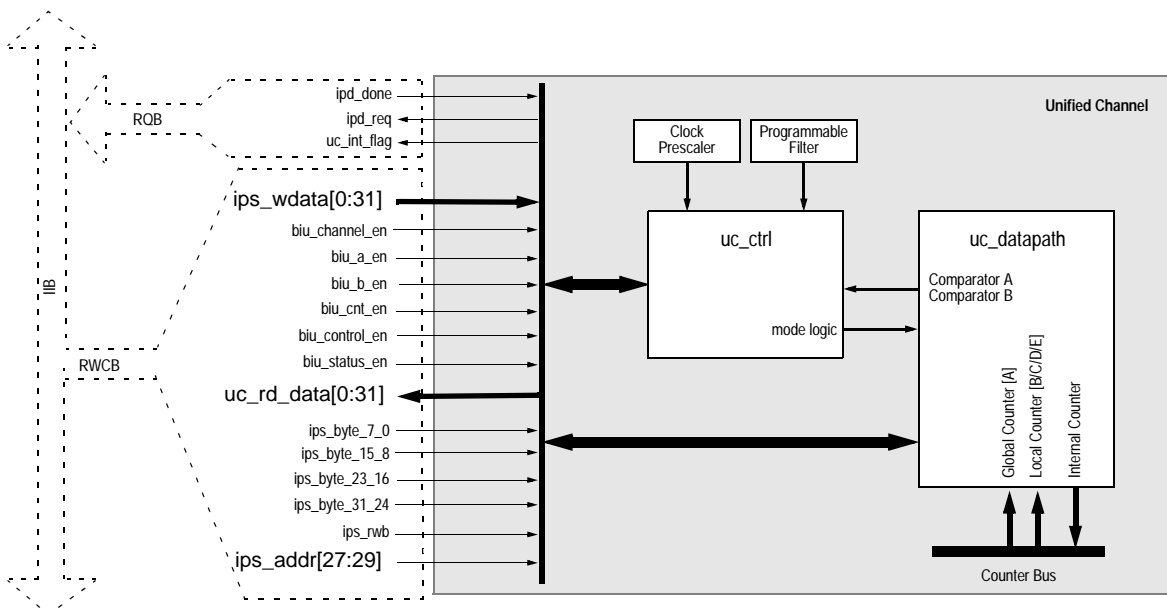 IIB
RQB
RWCB
ipd_done
ipd_req
uc_int_flag
ips_wdata[0:31]
biu_channel_en
biu_a_en
biu_b_en
biu_cnt_en
biu_control_en
biu_status_en
uc_rd_data[0:31]
ips_byte_7_0
ips_byte_15_8
ips_byte_23_16
ips_byte_31_24
ips_rwb
ips_addr[27:29]
Unified Channel
Clock
Prescaler
Programmable
Filter
uc_ctrl
mode logic
uc_datapath
Comparator A
Comparator B
Global Counter [A]
Local Counter [B/C/D/E]
Internal Counter
Counter Bus